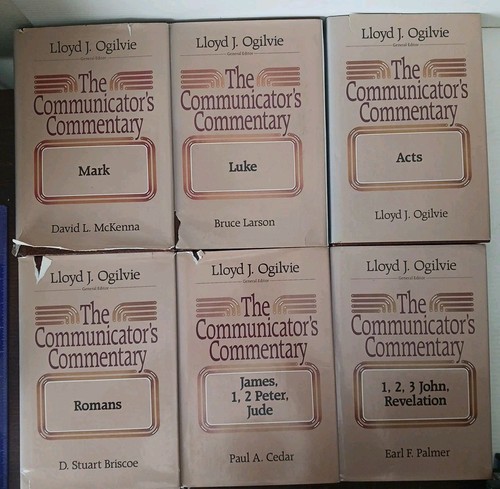 Lloyd J. Ogilvie
General Editor
The
Communicator's
Commentary
Mark
David L. McKenna
Lloyd J. Ogilvie
General Editor
The
Communicator's
Commentary
Luke
Bruce Larson
Lloyd J. Ogilvie
General Editor
The
Communicator's
Commentary
Acts
Lloyd J. Ogilvie
Lloyd J. Ogilvie
General Editor
The
Communicator's
Commentary
Romans
D. Stuart Briscoe
Lloyd J. Ogilvie
General Editor
The
Communicator's
Commentary
James,
1, 2 Peter,
Jude
Paul A. Cedar
Lloyd J. Ogilvie
General Editor
The
Communicator's
Commentary
1, 2, 3 John,
Revelation
Earl F. Palmer